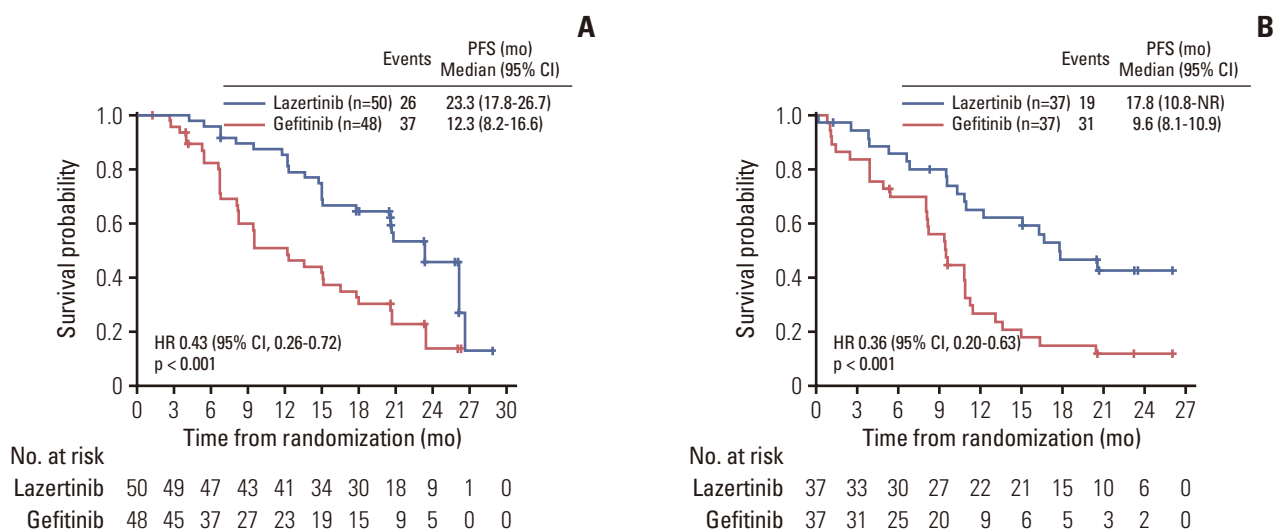 A
Events PFS (mo)
Median (95% CI)
Lazertinib (n=50) 26 23.3 (17.8-26.7)
Gefitinib (n=48) 37 12.3 (8.2-16.6)
1.0
0.8
0.6
0.4
0.2
0
Survival probability
HR 0.43 (95% CI, 0.26-0.72)
p < 0.001
0 3 6 9 12 15 18 21 24 27 30
Time from randomization (mo)
No. at risk
Lazertinib 50 49 47 43 41 34 30 18 9 1 0
Gefitinib 48 45 37 27 23 19 15 9 5 0 0
B
Events PFS (mo)
Median (95% CI)
Lazertinib (n=37) 19 17.8 (10.8-NR)
Gefitinib (n=37) 31 9.6 (8.1-10.9)
1.0
0.8
0.6
0.4
0.2
0
Survival probability
HR 0.36 (95% CI, 0.20-0.63)
p < 0.001
0 3 6 9 12 15 18 21 24 27
Time from randomization (mo)
No. at risk
Lazertinib 37 33 30 27 22 21 15 10 6 0
Gefitinib 37 31 25 20 9 6 5 3 2 0